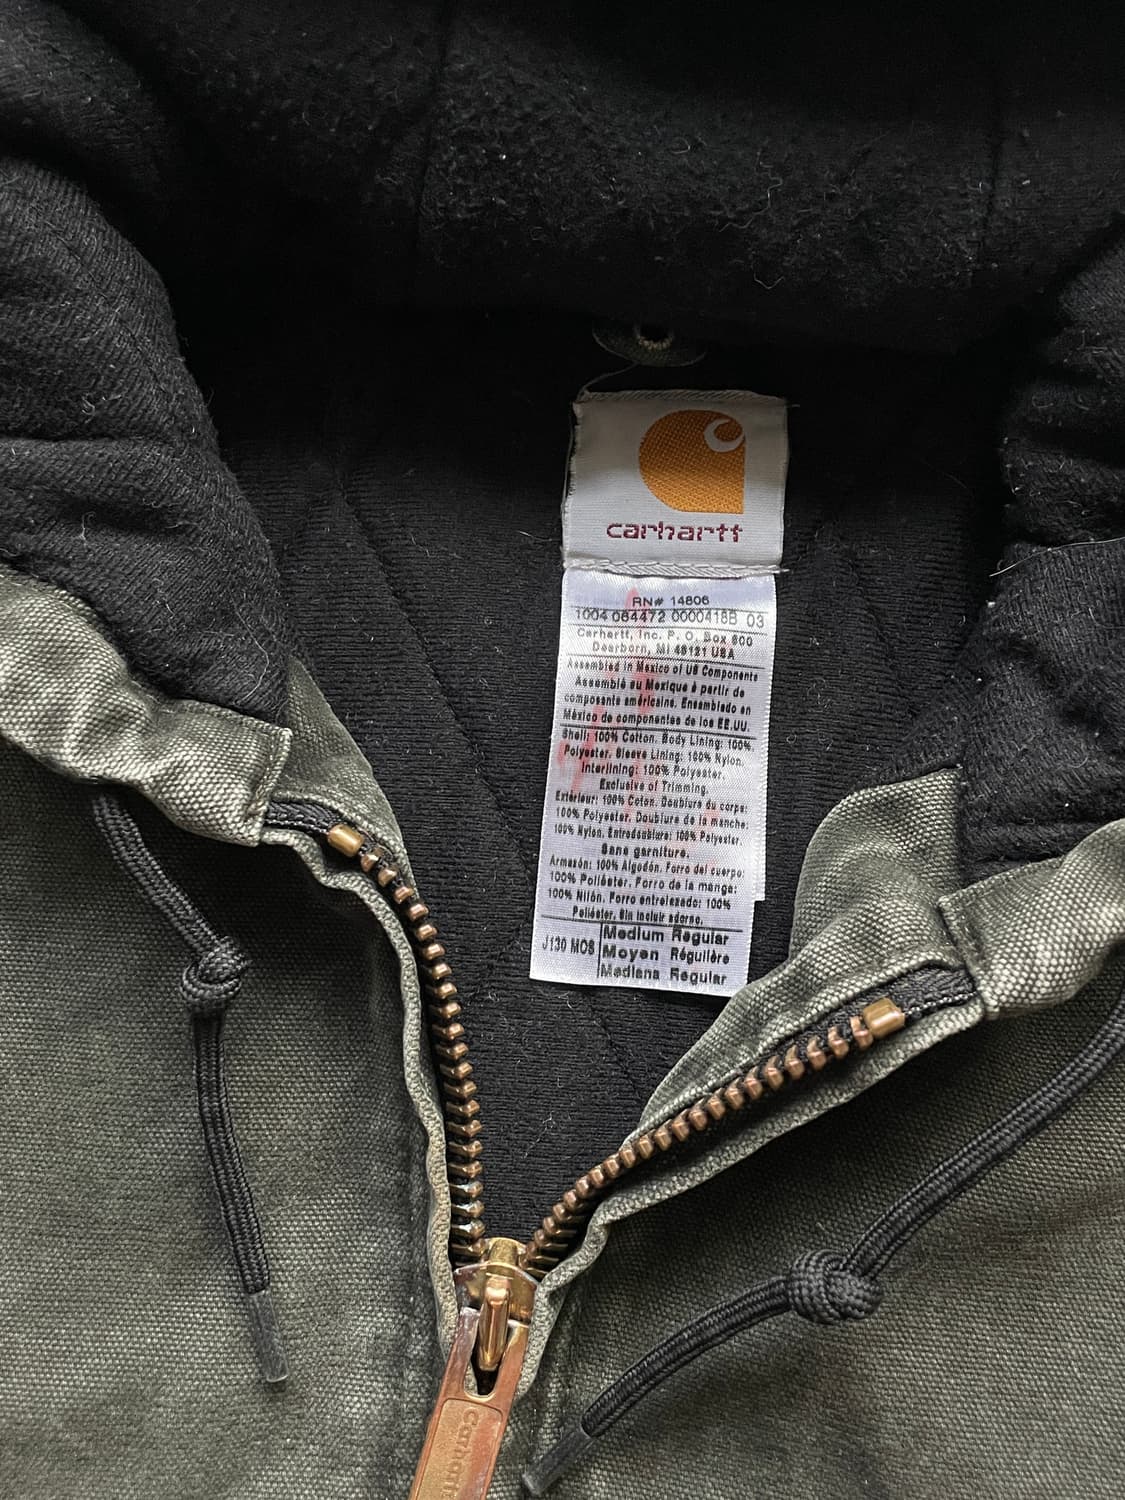 carhartt
RN# 14806
1004 064472 0000418B 03
Carhartt, Inc. P. O. Box 600
Dearborn, MI 48121 USA
Assembled in Mexico of US Components
Assemblé au Mexique à partir de
composants américains. Ensamblado en
México de componentes de los EE.UU.
Shell: 100% Cotton. Body Lining: 100%
Polyester. Sleeve Lining: 100% Nylon.
Interlining: 100% Polyester.
Exclusive of Trimming.
Extérieur: 100% Coton. Doublure du corps:
100% Polyester. Doublure de la manche:
100% Nylon. Entredoublure: 100% Polyester.
Sans garniture.
Armazón: 100% Algodón. Forro del cuerpo:
100% Poliéster. Forro de la manga:
100% Nilón. Forro entrelazado: 100%
Poliéster. Sin incluir adorno.
J130 MOS
Medium Regular
Moyen Régulière
Mediana Regular
Carhartt